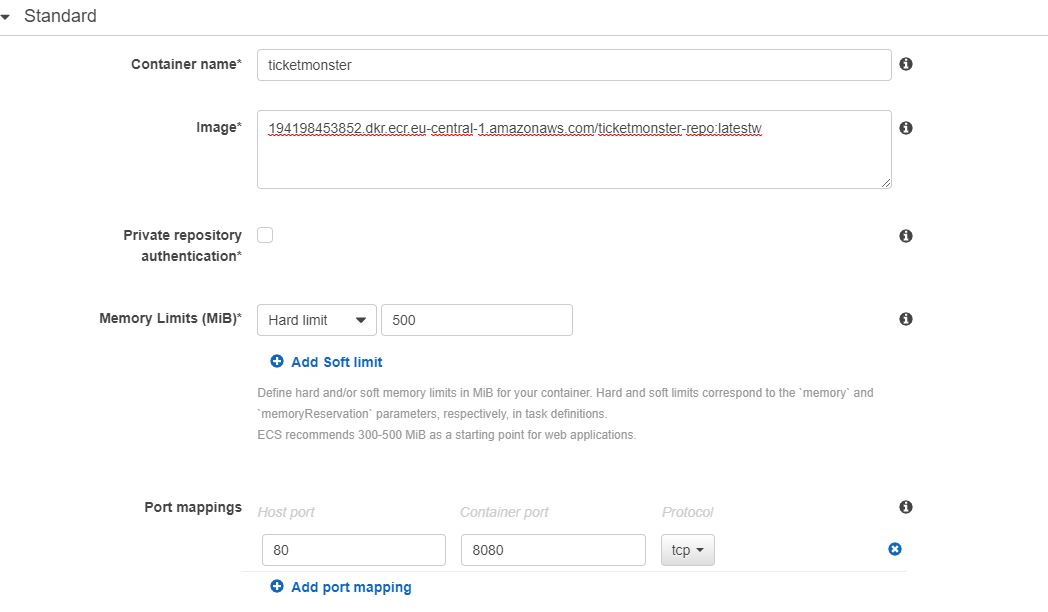 Standard
Container name* ticketmonster
Image* 194198453852.dkr.ecr.eu-central-1.amazonaws.com/ticketmonster-repo:latestw
Private repository
authentication*
Memory Limits (MiB)* Hard limit 500
Add Soft limit
Define hard and/or soft memory limits in MiB for your container. Hard and soft limits correspond to the `memory` and
`memoryReservation` parameters, respectively, in task definitions.
ECS recommends 300-500 MiB as a starting point for web applications.
Port mappings Host port Container port Protocol
80 8080 tcp
Add port mapping